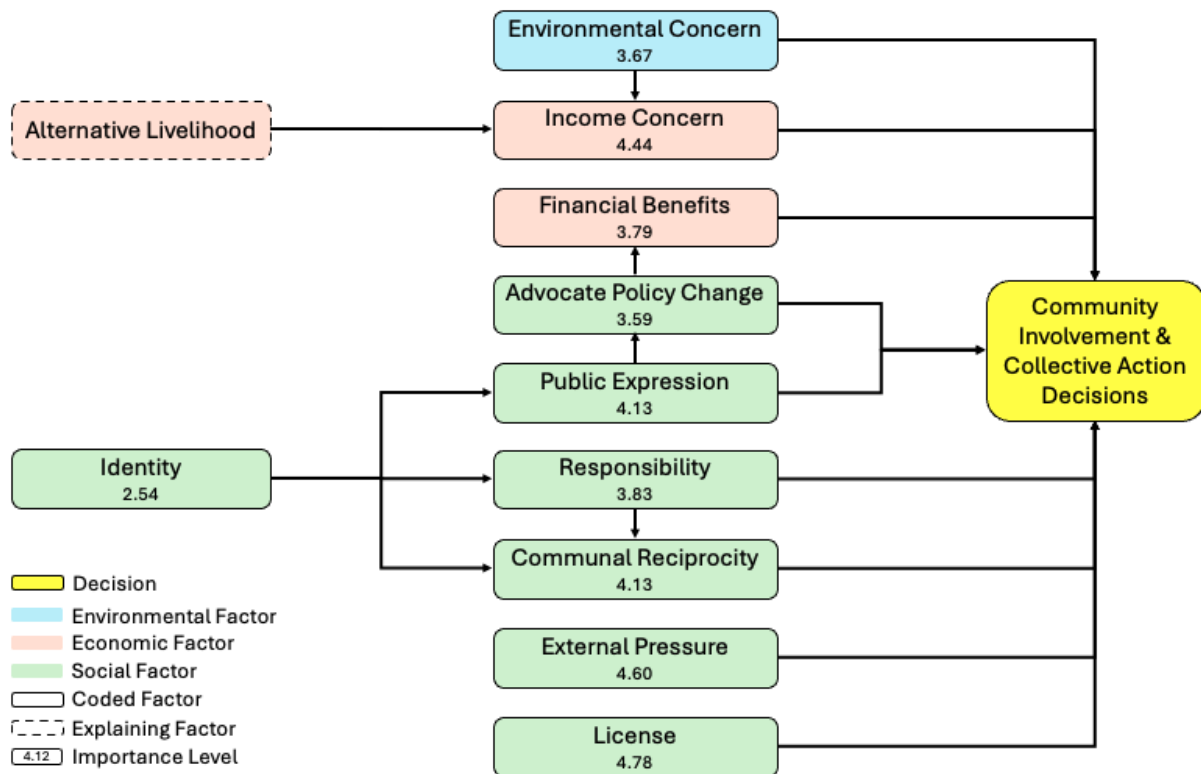 Environmental Concern
3.67
Alternative Livelihood
Income Concern
4.44
Financial Benefits
3.79
Advocate Policy Change
3.59
Public Expression
4.13
Community
Involvement &
Collective Action
Decisions
Identity
2.54
Responsibility
3.83
Communal Reciprocity
4.13
External Pressure
4.60
License
4.78
Decision
Environmental Factor
Economic Factor
Social Factor
Coded Factor
Explaining Factor
4.12 Importance Level